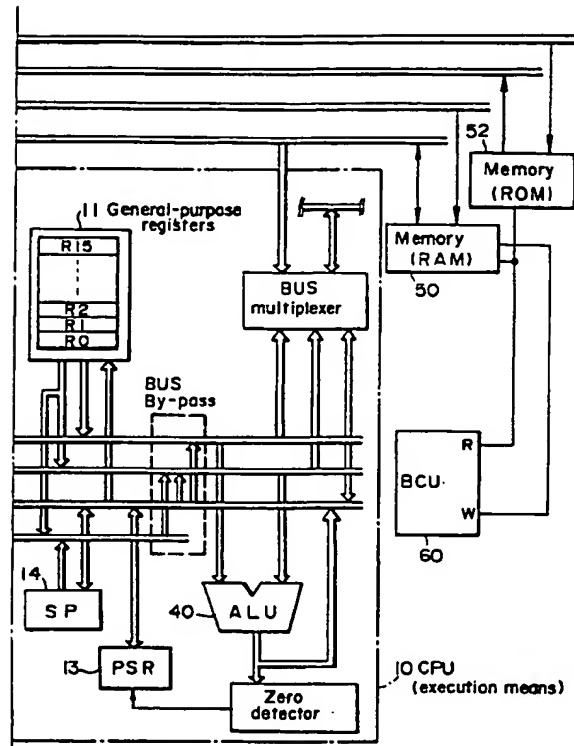 52
Memory
(ROM)
11 General-purpose
registers
R15
R2
R1
R0
Memory
(RAM)
50
BUS
multiplexer
BUS
By-pass
R
BCU
W
60
14
SP
40
ALU
13
PSR
10 CPU
(execution means)
Zero
detector